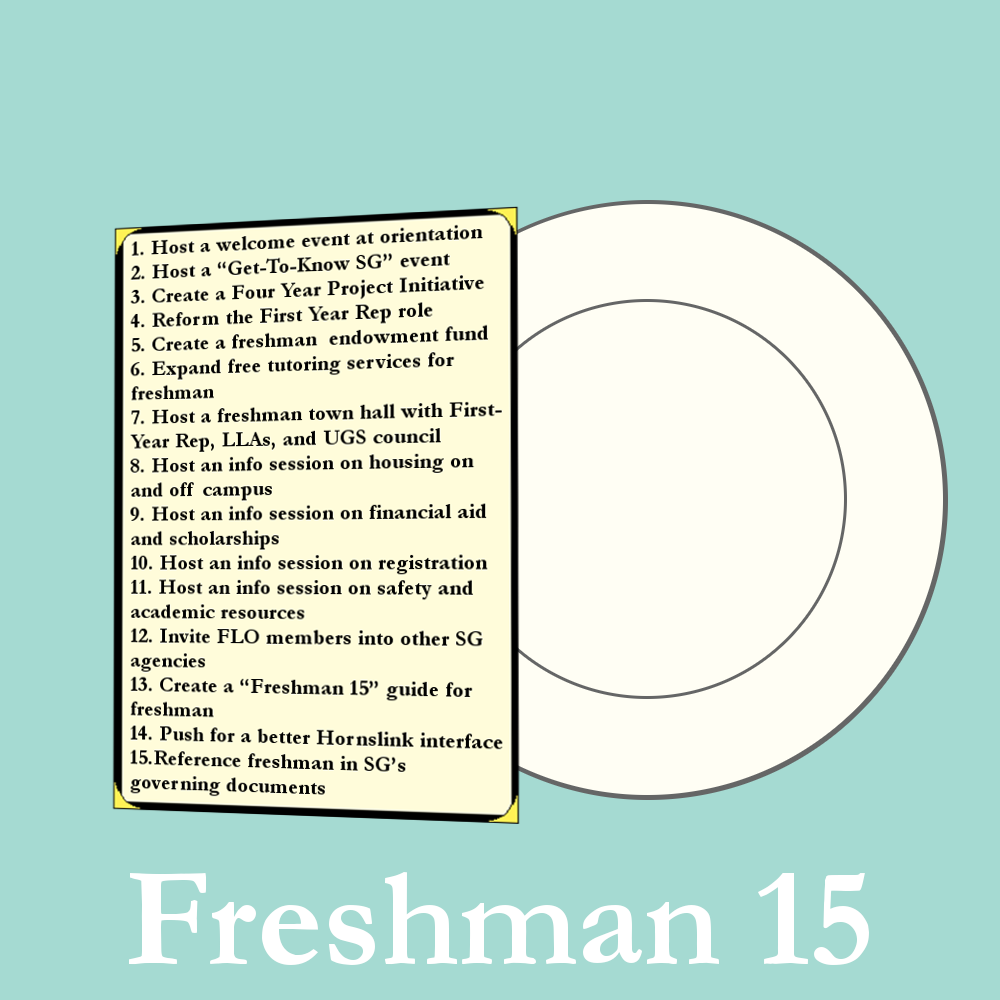 1. Host a welcome event at orientation
2. Host a “Get-To-Know SG” event
3. Create a Four Year Project Initiative
4. Reform the First Year Rep role
5. Create a freshman  endowment fund
6. Expand free tutoring services for
freshman
7. Host a freshman town hall with First-
Year Rep, LLAs, and UGS council
8. Host an info session on housing on
and off  campus
9. Host an info session on financial aid
and scholarships
10. Host an info session on registration
11. Host an info session on safety and
academic resources
12. Invite FLO members into other SG
agencies
13. Create a “Freshman 15” guide for
freshman
14. Push for a better Hornslink interface
15.Reference freshman in SG’s
governing documents
Freshman 15